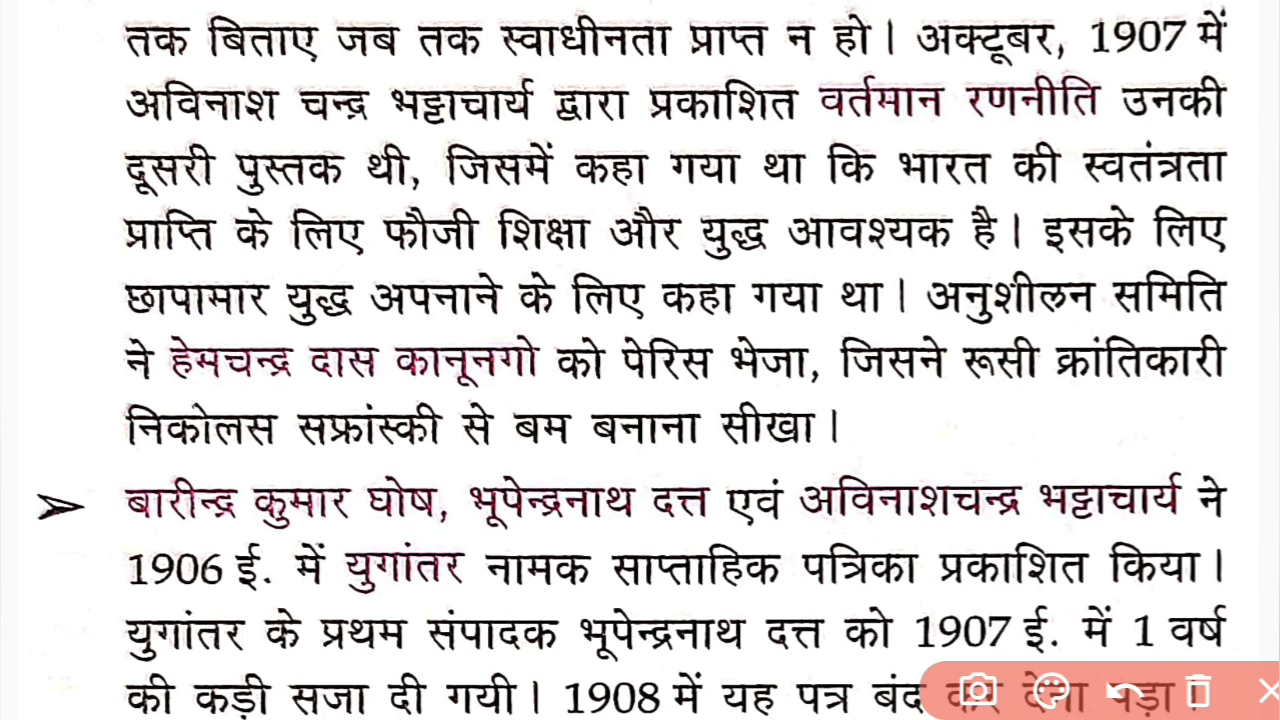 तक बिताए जब तक स्वाधीनता प्राप्त न हो। अक्टूबर, 1907 में
अविनाश चन्द्र भट्टाचार्य द्वारा प्रकाशित वर्तमान रणनीति उनकी
दूसरी पुस्तक थी, जिसमें कहा गया था कि भारत की स्वतंत्रता
प्राप्ति के लिए फौजी शिक्षा और युद्ध आवश्यक है। इसके लिए
छापामार युद्ध अपनाने के लिए कहा गया था। अनुशीलन समिति
ने हेमचन्द्र दास कानूनगो को पेरिस भेजा, जिसने रूसी क्रांतिकारी
निकोलस सफ्रांस्की से बम बनाना सीखा।
बारीन्द्र कुमार घोष, भूपेन्द्रनाथ दत्त एवं अविनाशचन्द्र भट्टाचार्य ने
1906 ई. में युगांतर नामक साप्ताहिक पत्रिका प्रकाशित किया।
युगांतर के प्रथम संपादक भूपेन्द्रनाथ दत्त को 1907 ई. में 1 वर्ष
की कड़ी सजा दी गयी। 1908 में यह पत्र बंद कर देना पड़ा।